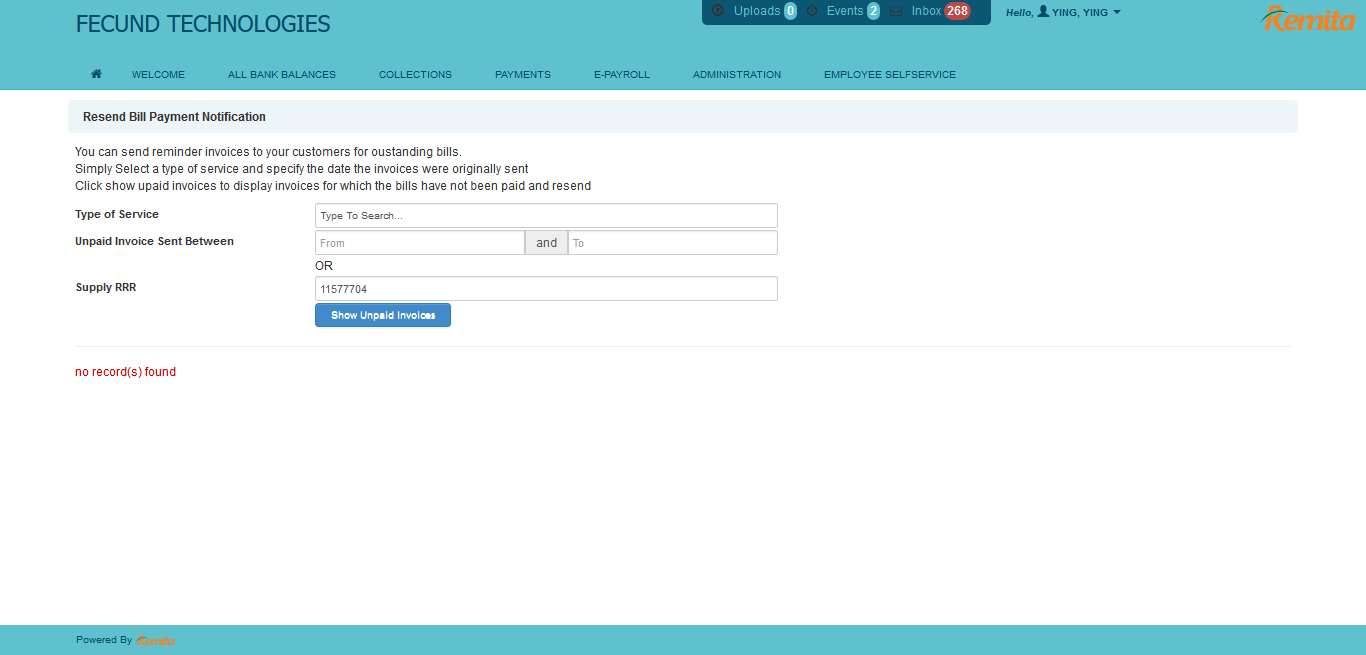 FECUND TECHNOLOGIES
Uploads 0 Events 2 Inbox 268
Hello, YING, YING
Remita
WELCOME ALL BANK BALANCES COLLECTIONS PAYMENTS E-PAYROLL ADMINISTRATION EMPLOYEE SELFSERVICE
Resend Bill Payment Notification
You can send reminder invoices to your customers for oustanding bills.
Simply Select a type of service and specify the date the invoices were originally sent
Click show upaid invoices to display invoices for which the bills have not been paid and resend
Type of Service Type To Search...
Unpaid Invoice Sent Between From and To
OR
Supply RRR 11577704
Show Unpaid Invoices
no record(s) found
Powered By Remita